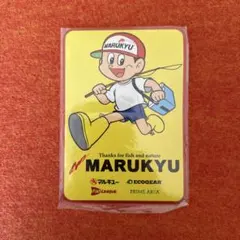 MARUKYU
Thanks for fish and nature
MARUKYU
マルキユー ECOGEAR
PRIME AREA